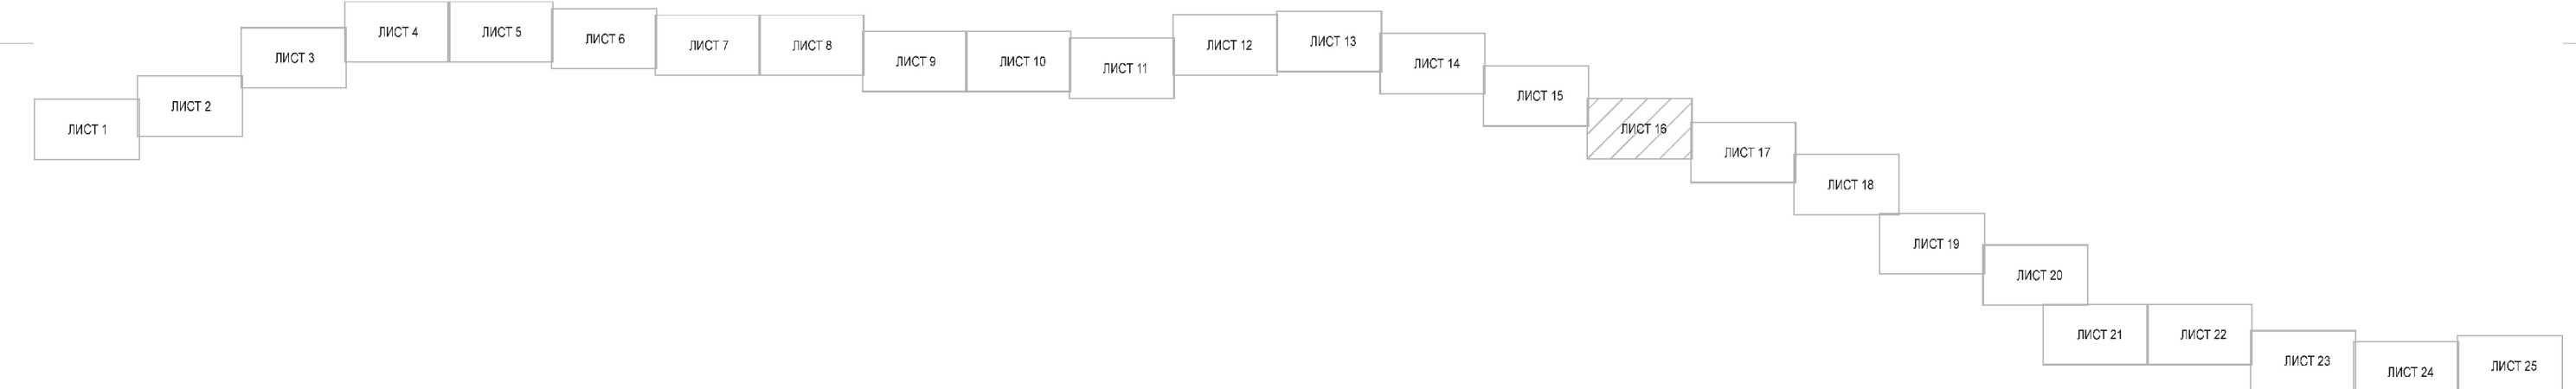 ЛИСТ 1
ЛИСТ 2
ЛИСТ 3
ЛИСТ 4
ЛИСТ 5
ЛИСТ 6
ЛИСТ 7
ЛИСТ 8
ЛИСТ 9
ЛИСТ 10
ЛИСТ 11
ЛИСТ 12
ЛИСТ 13
ЛИСТ 14
ЛИСТ 15
ЛИСТ 16
ЛИСТ 17
ЛИСТ 18
ЛИСТ 19
ЛИСТ 20
ЛИСТ 21
ЛИСТ 22
ЛИСТ 23
ЛИСТ 24
ЛИСТ 25